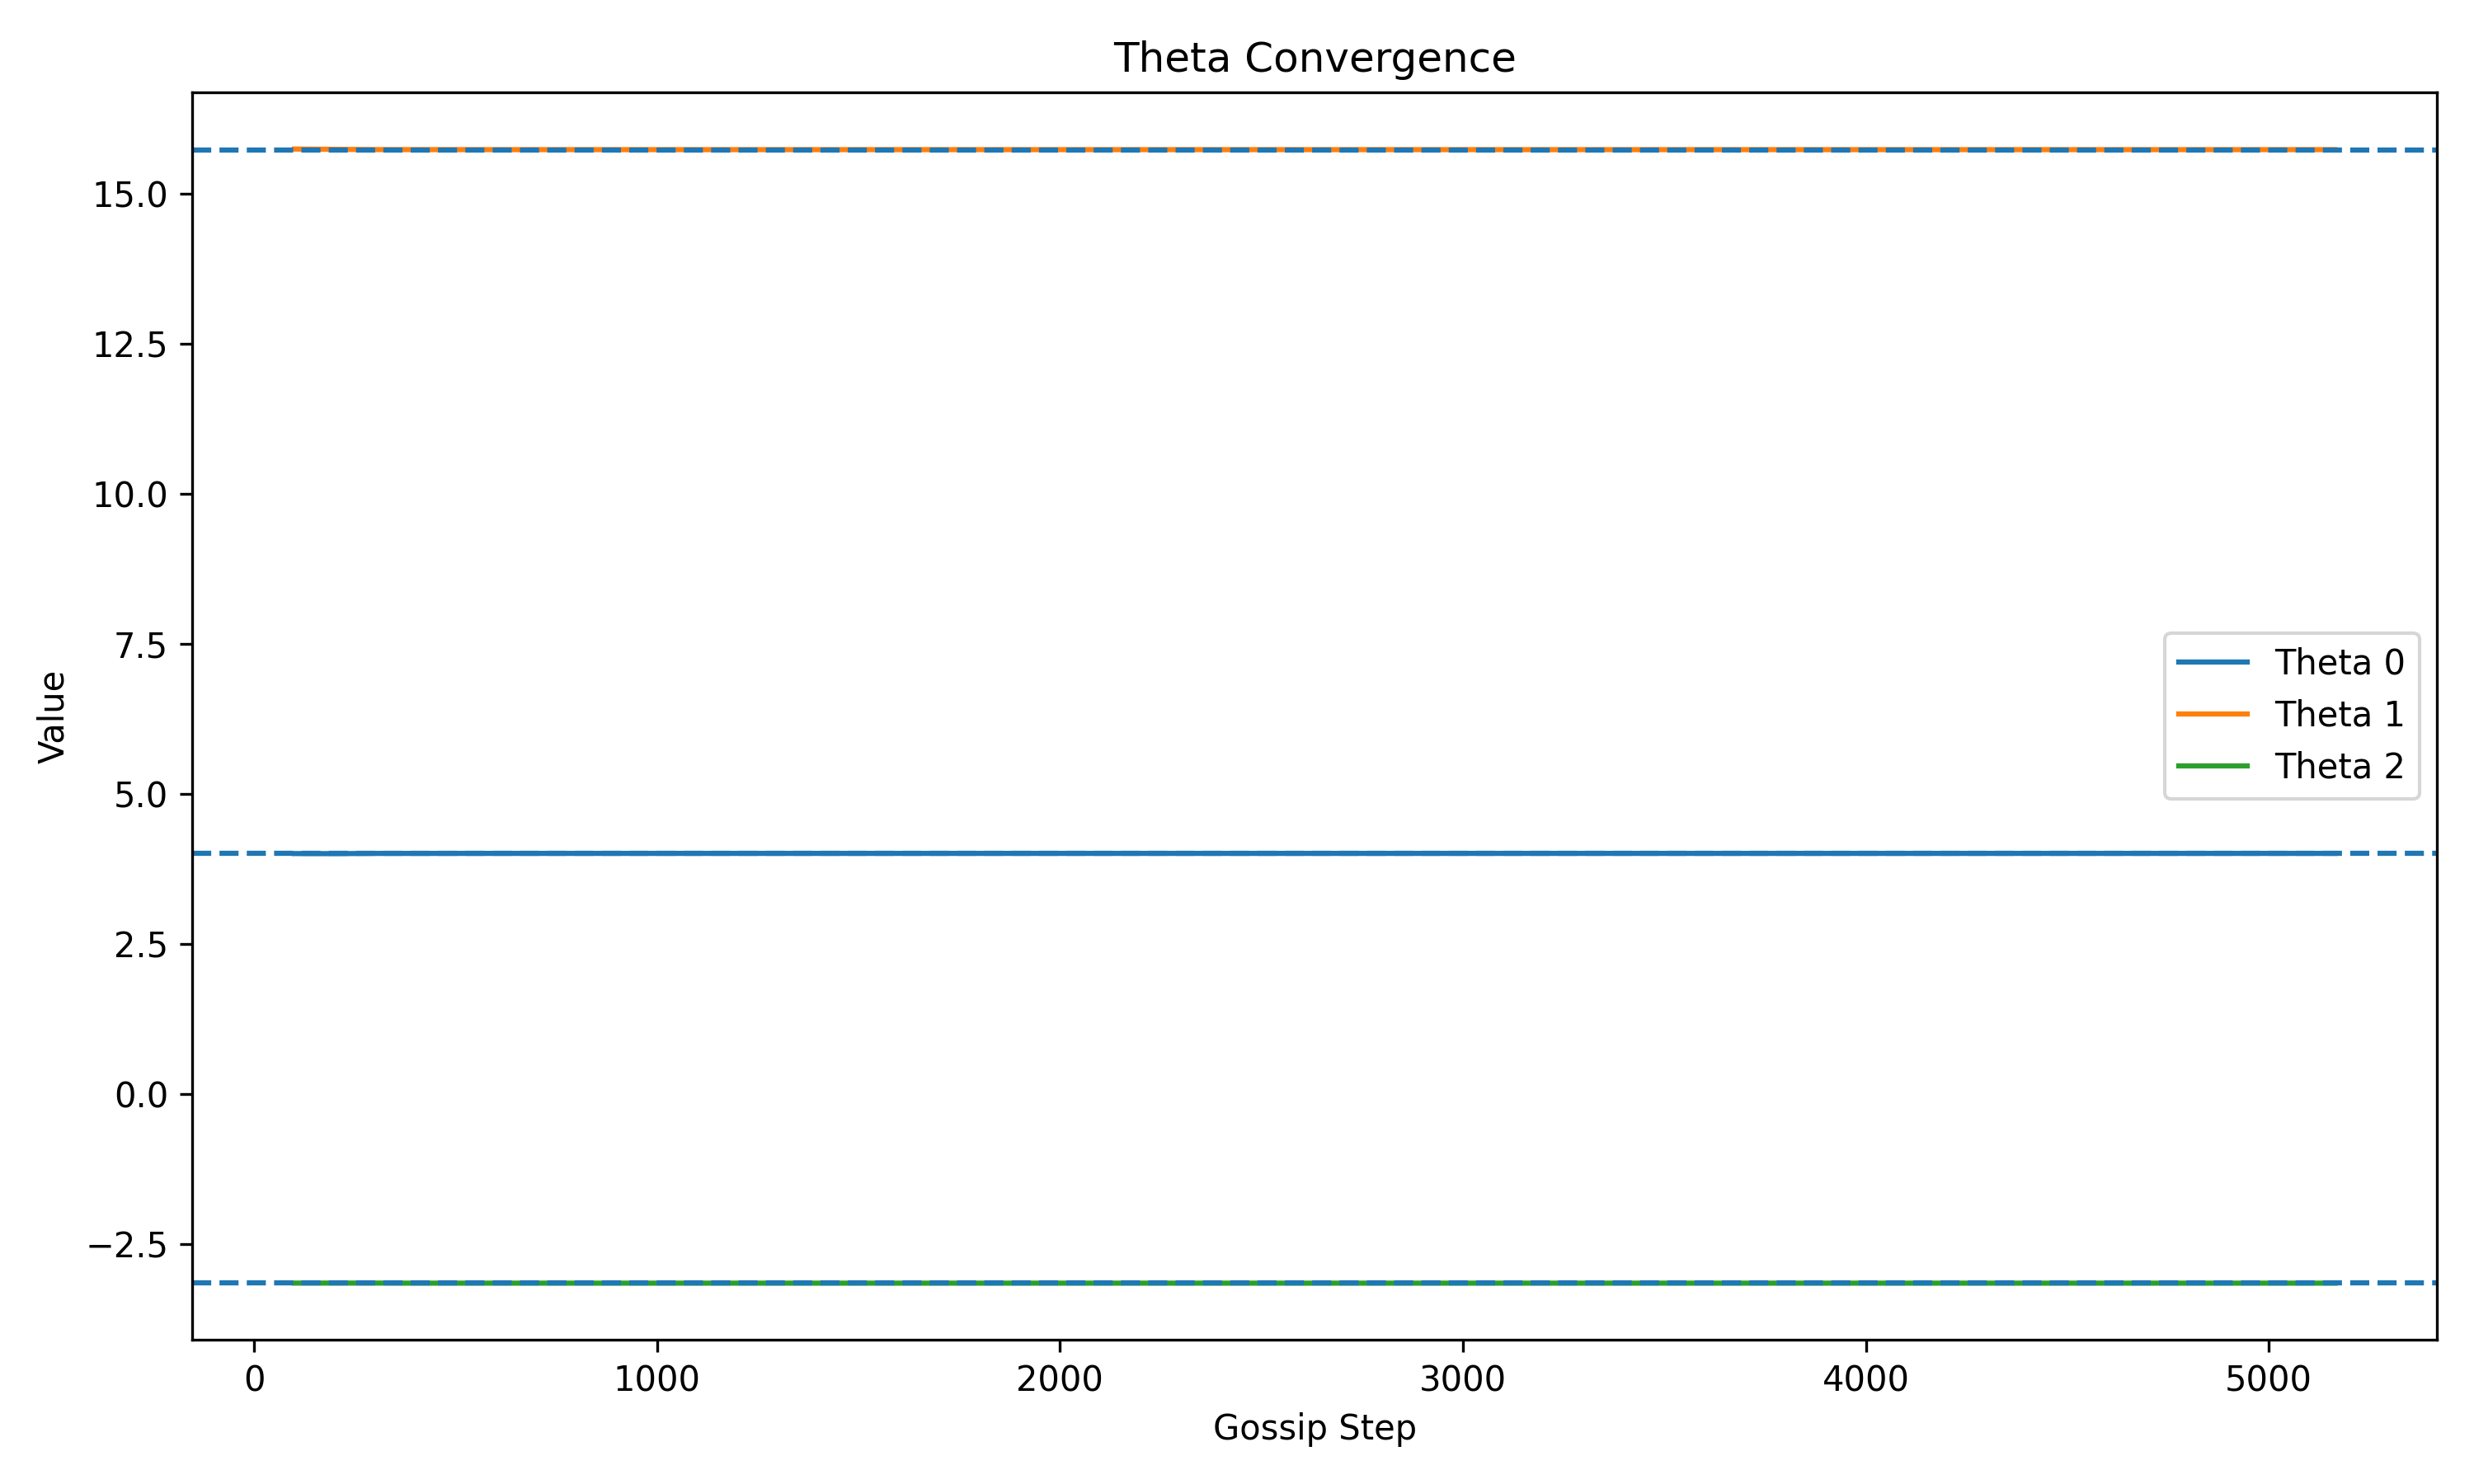 Theta Convergence
15.0
12.5
10.0
7.5
5.0
2.5
0.0
−2.5
Value
Theta 0
Theta 1
Theta 2
0 1000 2000 3000 4000 5000
Gossip Step